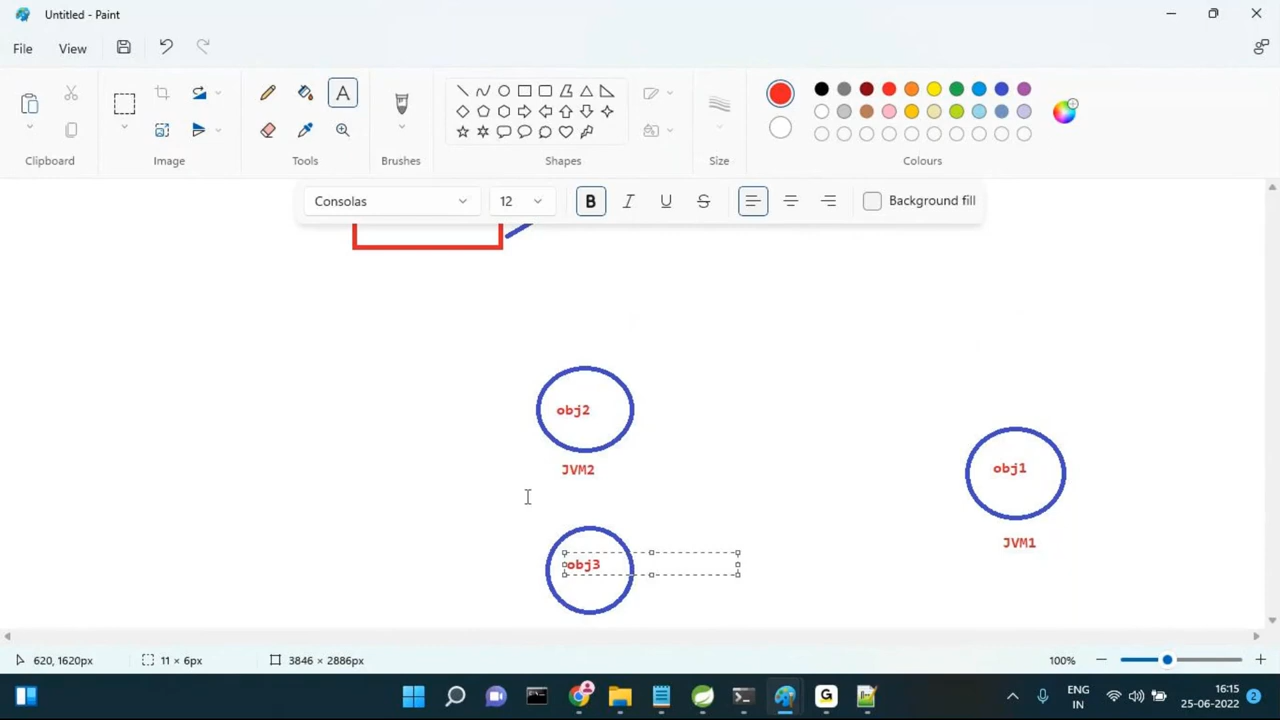 Untitled - Paint
File View
Clipboard Image Tools Brushes Shapes Size Colours
Consolas 12 B I U S Background fill
obj2
JVM2
obj1
JVM1
obj3
620, 1620px 11 × 6px 3846 × 2886px 100%
ENG
IN
16:15
25-06-2022
2